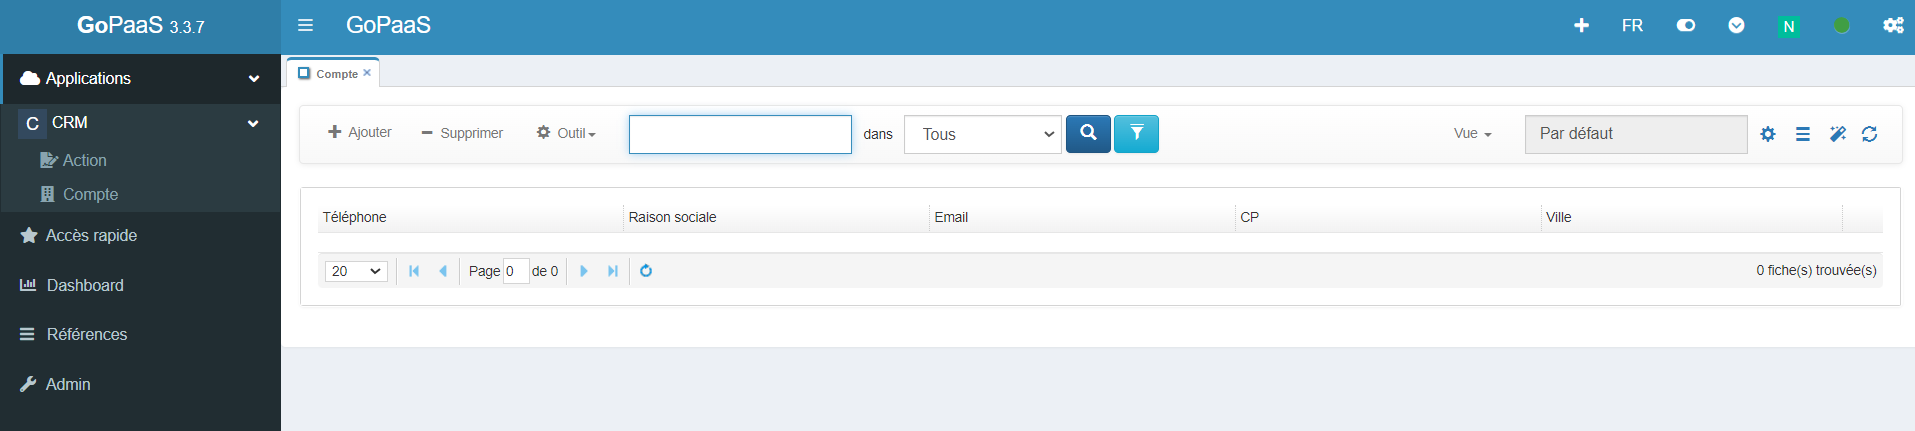 GoPaaS 3.3.7
GoPaaS
FR
N
Applications
Compte
C CRM
Ajouter
Supprimer
Outil
dans
Tous
Vue
Par défaut
Action
Compte
Téléphone
Raison sociale
Email
CP
Ville
Accès rapide
20
Page 0 de 0
0 fiche(s) trouvée(s)
Dashboard
Références
Admin